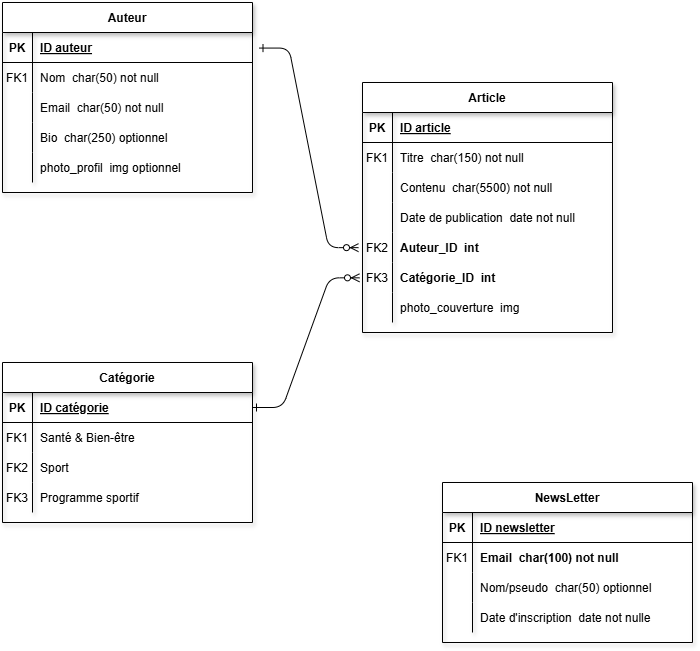 Auteur
PK ID auteur
FK1 Nom char(50) not null
Email char(50) not null
Bio char(250) optionnel
photo_profil img optionnel
Article
PK ID article
FK1 Titre char(150) not null
Contenu char(5500) not null
Date de publication date not null
FK2 Auteur_ID int
FK3 Catégorie_ID int
photo_couverture img
Catégorie
PK ID catégorie
FK1 Santé & Bien-être
FK2 Sport
FK3 Programme sportif
NewsLetter
PK ID newsletter
FK1 Email char(100) not null
Nom/pseudo char(50) optionnel
Date d'inscription date not nulle